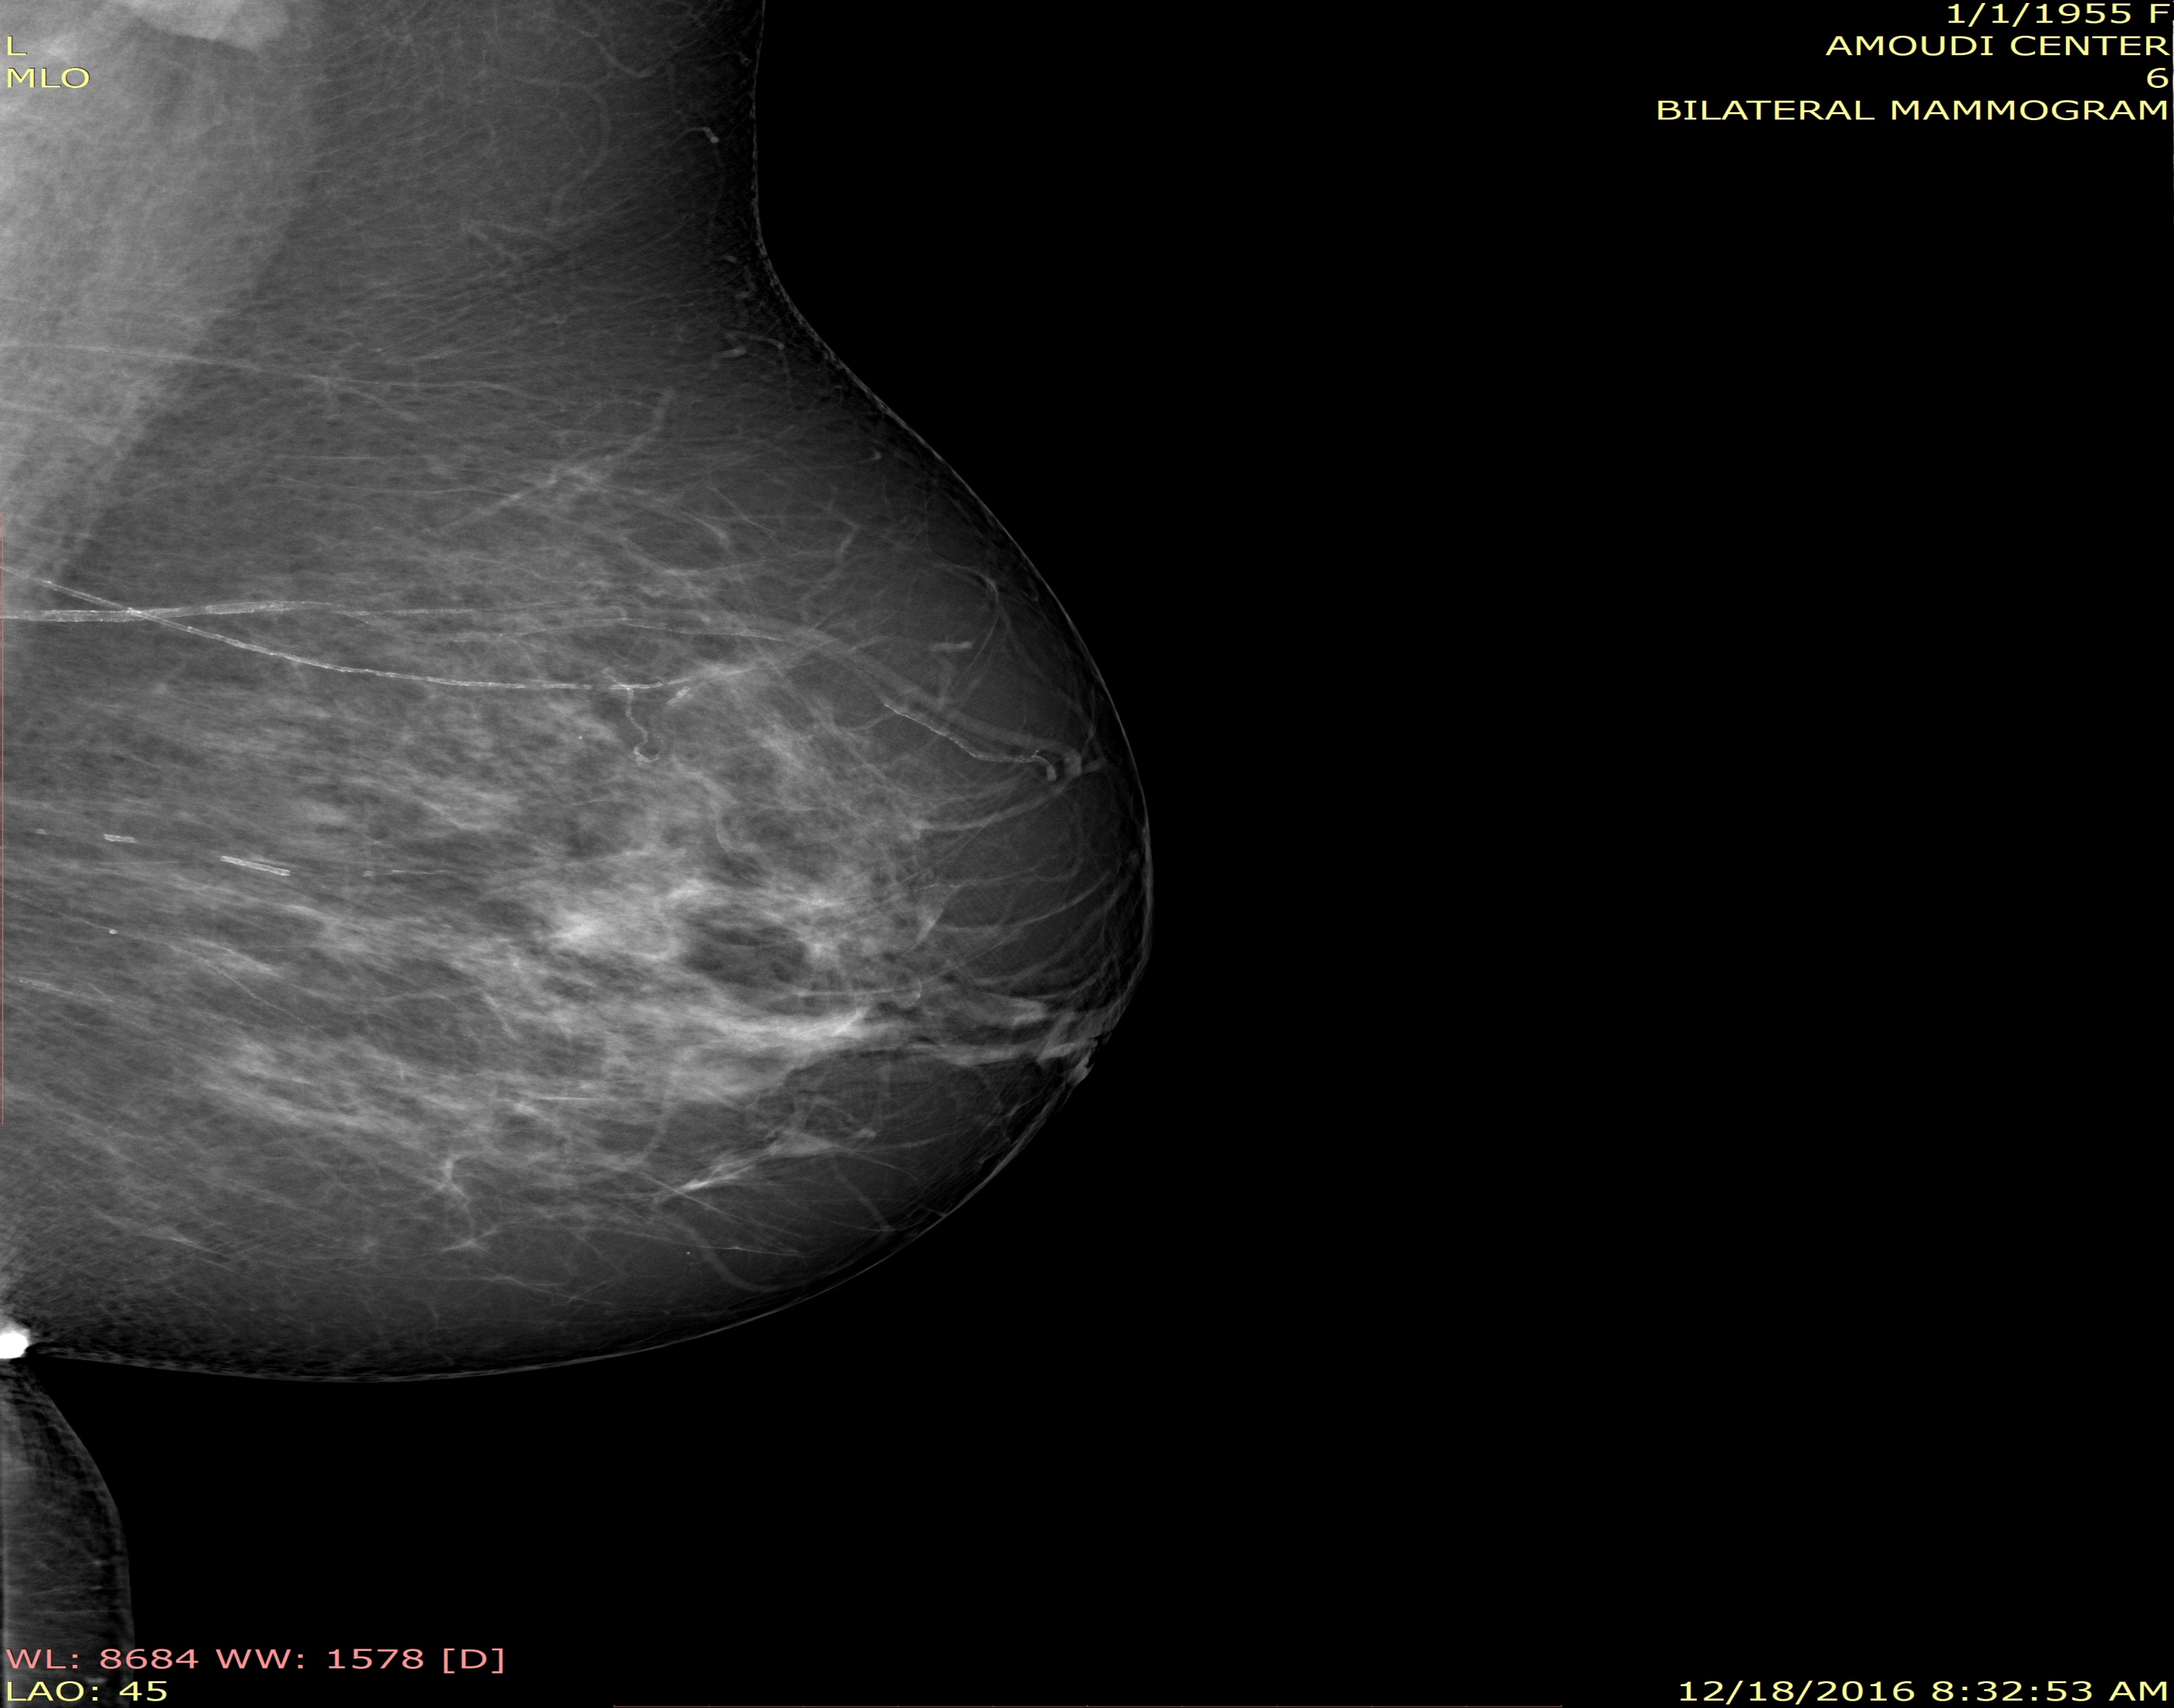 L
MLO
1/1/1955 F
AMOUDI CENTER
6
BILATERAL MAMMOGRAM
WL: 8684 WW: 1578 [D]
LAO: 45
12/18/2016 8:32:53 AM